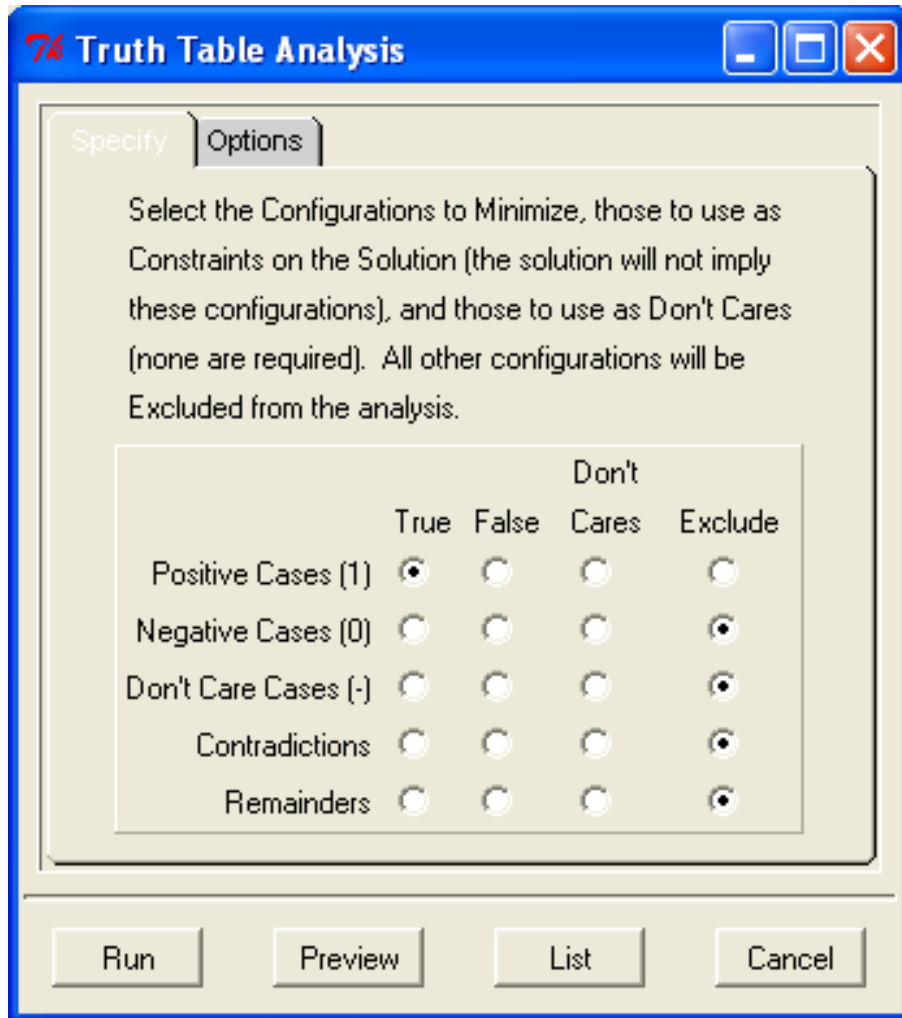 Tk Truth Table Analysis
Specify Options
Select the Configurations to Minimize, those to use as
Constraints on the Solution (the solution will not imply
these configurations), and those to use as Don't Cares
(none are required).  All other configurations will be
Excluded from the analysis.
Don't
True False Cares Exclude
Positive Cases (1)
Negative Cases (0)
Don't Care Cases (-)
Contradictions
Remainders
Run Preview List Cancel